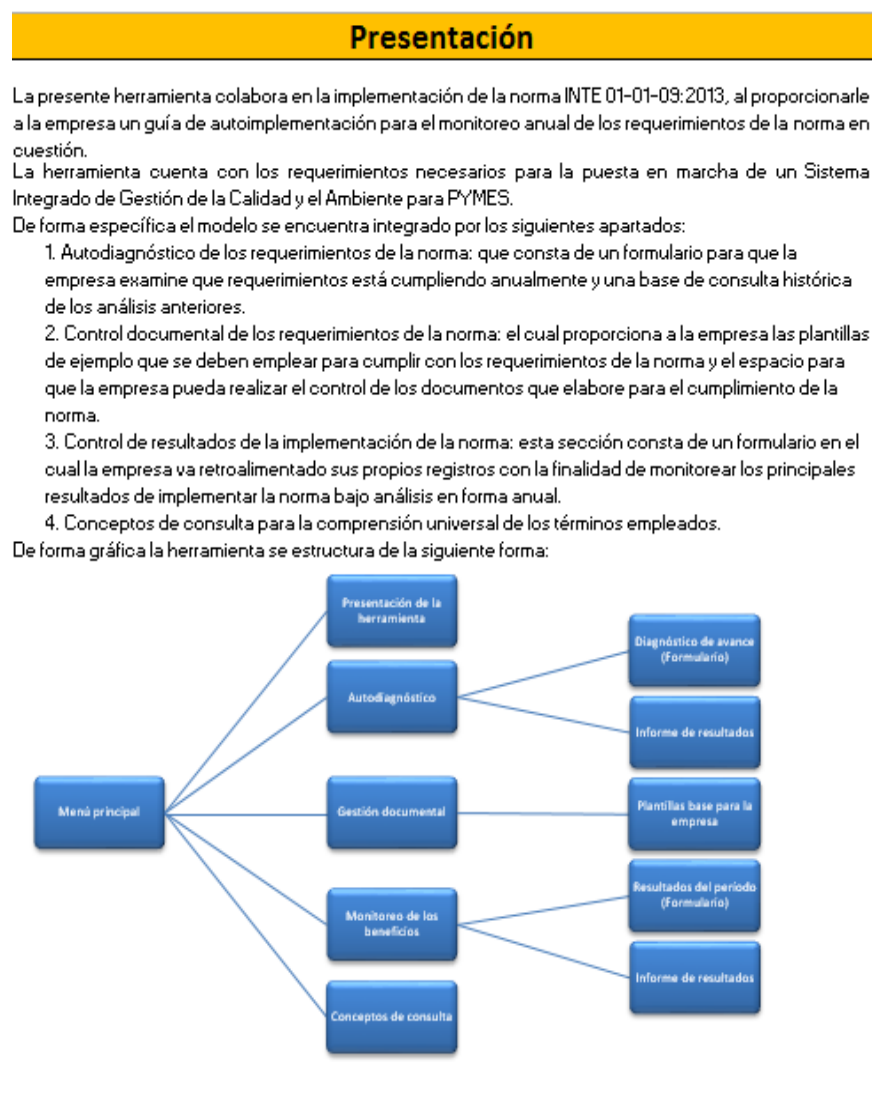 Presentación
La presente herramienta colabora en la implementación de la norma INTE 01-01-09:2013, al proporcionarle
a la empresa un guía de autoimplementación para el monitoreo anual de los requerimientos de la norma en
cuestión.
La herramienta cuenta con los requerimientos necesarios para la puesta en marcha de un Sistema
Integrado de Gestión de la Calidad y el Ambiente para PYMES.
De forma específica el modelo se encuentra integrado por los siguientes apartados:
1. Autodiagnóstico de los requerimientos de la norma: que consta de un formulario para que la
empresa examine que requerimientos está cumpliendo anualmente y una base de consulta histórica
de los análisis anteriores.
2. Control documental de los requerimientos de la norma: el cual proporciona a la empresa las plantillas
de ejemplo que se deben emplear para cumplir con los requerimientos de la norma y el espacio para
que la empresa pueda realizar el control de los documentos que elabore para el cumplimiento de la
norma.
3. Control de resultados de la implementación de la norma: esta sección consta de un formulario en el
cual la empresa va retroalimentado sus propios registros con la finalidad de monitorear los principales
resultados de implementar la norma bajo análisis en forma anual.
4. Conceptos de consulta para la comprensión universal de los términos empleados.
De forma gráfica la herramienta se estructura de la siguiente forma:
Menú principal
Presentación de la
herramienta
Autodiagnóstico
Diagnóstico de avance
(Formulario)
Informe de resultados
Gestión documental
Plantillas base para la
empresa
Monitoreo de los
beneficios
Resultados del período
(Formulario)
Informe de resultados
Conceptos de consulta